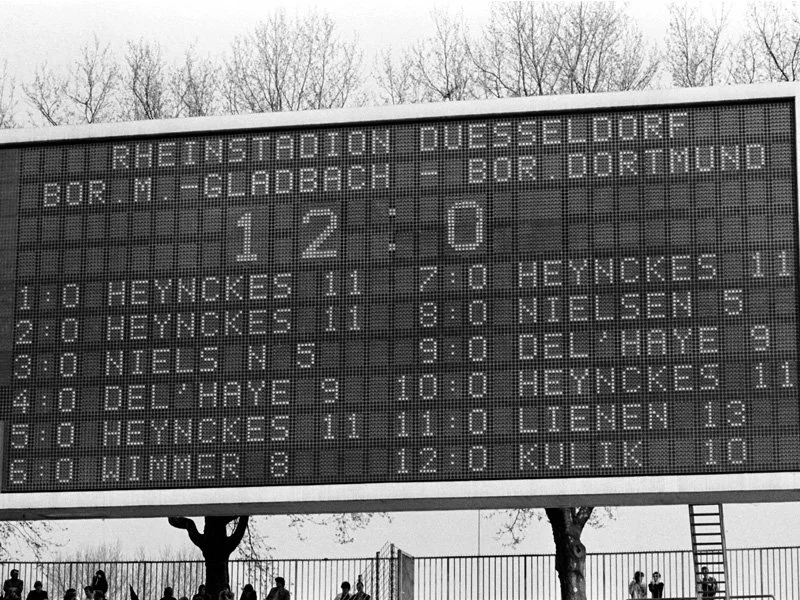 RHEINSTADION DUESSELDORF
BOR.M.-GLADBACH - BOR.DORTMUND
12:0
1:0 HEYNCKES 11
2:0 HEYNCKES 11
3:0 NIELS N 5
4:0 DEL'HAYE 9
5:0 HEYNCKES 11
6:0 WIMMER 8
7:0 HEYNCKES 11
8:0 NIELSEN 5
9:0 DEL'HAYE 9
10:0 HEYNCKES 11
11:0 LIENEN 13
12:0 KULIK 10